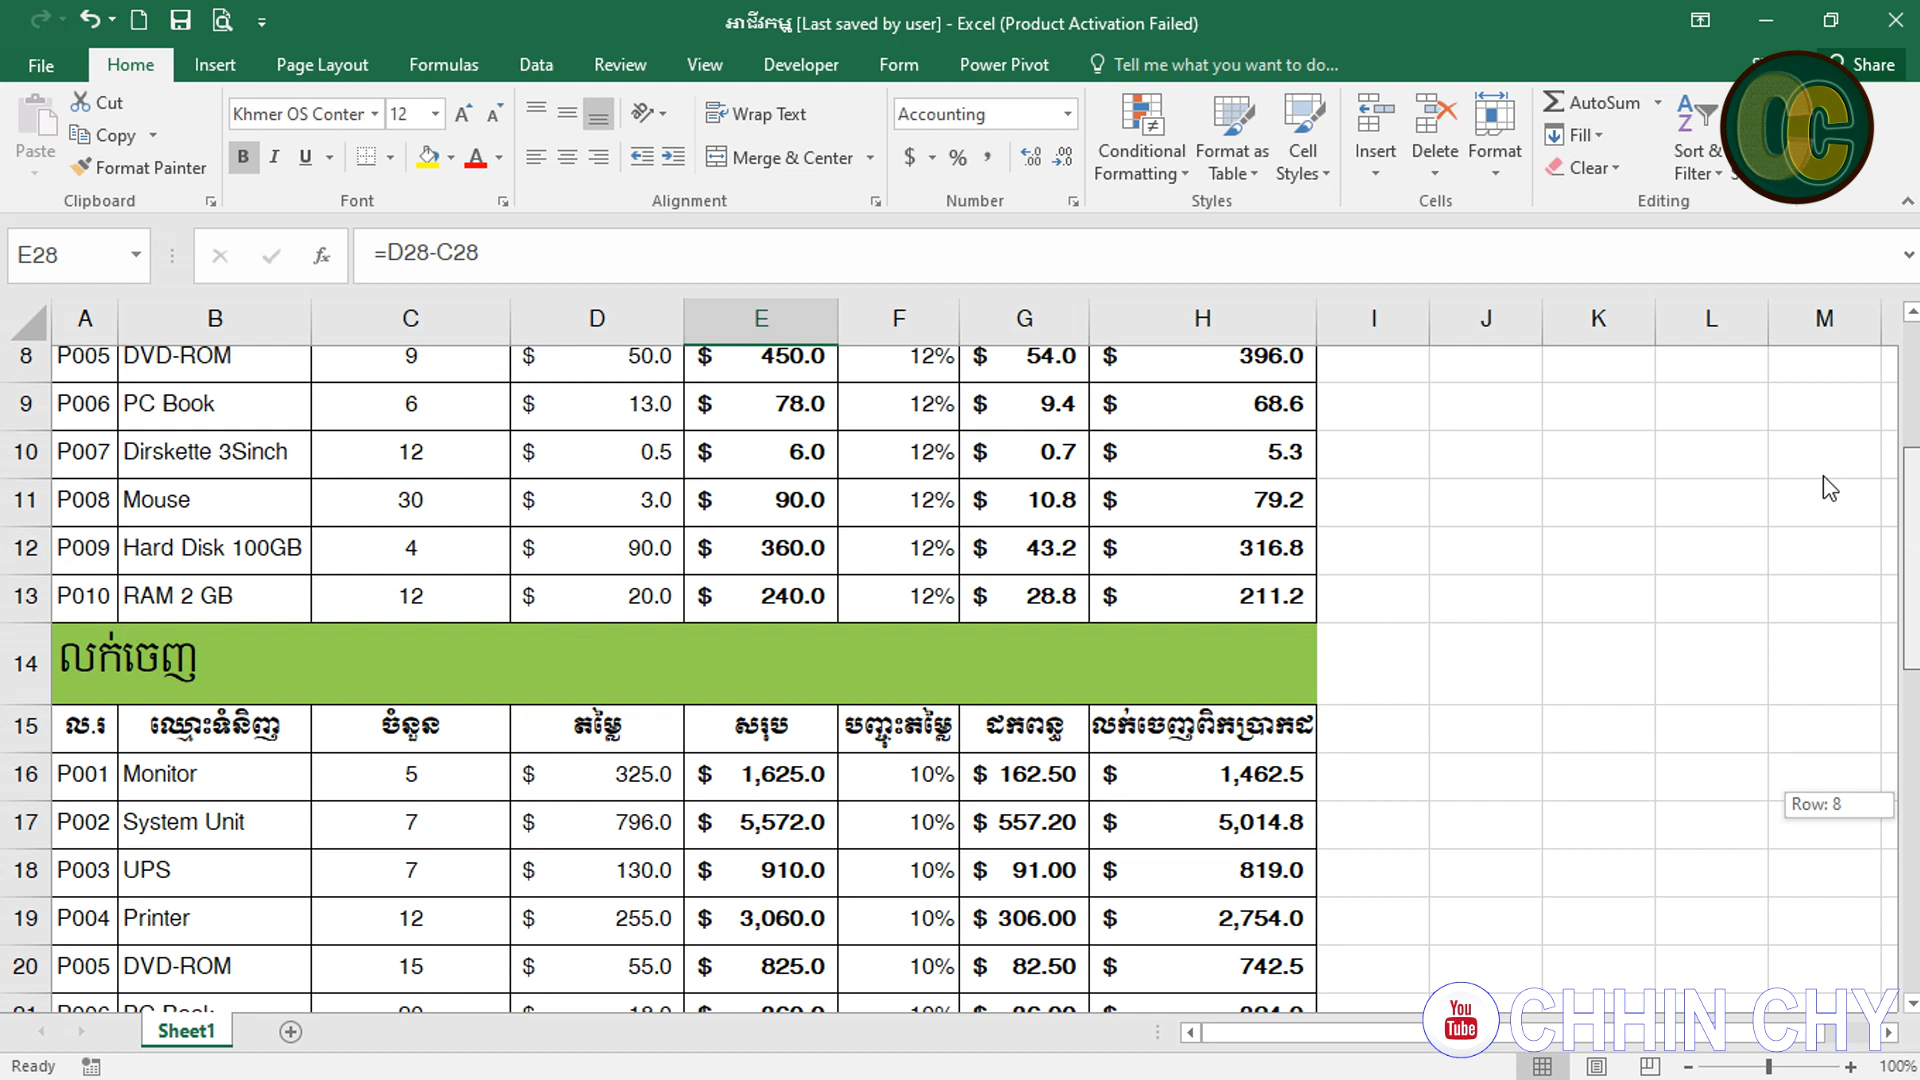 អាជីវកម្ម [Last saved by user] - Excel (Product Activation Failed)
File Home Insert Page Layout Formulas Data Review View Developer Form Power Pivot Tell me what you want to do... Share
Cut
Copy
Format Painter
Paste
Clipboard
Khmer OS Conter 12
B I U
Font
Wrap Text
Merge & Center
Alignment
Accounting
$ % ,
Number
Conditional Formatting
Format as Table
Cell Styles
Styles
Insert
Delete
Format
Cells
AutoSum
Fill
Clear
Sort & Filter
Editing
E28 fx =D28-C28
A B C D E F G H I J K L M
8 P005 DVD-ROM 9 $ 50.0 $ 450.0 12% $ 54.0 $ 396.0
9 P006 PC Book 6 $ 13.0 $ 78.0 12% $ 9.4 $ 68.6
10 P007 Dirskette 3Sinch 12 $ 0.5 $ 6.0 12% $ 0.7 $ 5.3
11 P008 Mouse 30 $ 3.0 $ 90.0 12% $ 10.8 $ 79.2
12 P009 Hard Disk 100GB 4 $ 90.0 $ 360.0 12% $ 43.2 $ 316.8
13 P010 RAM 2 GB 12 $ 20.0 $ 240.0 12% $ 28.8 $ 211.2
14 លក់ចេញ
15 ល.រ ឈ្មោះទំនិញ ចំនួន តម្លៃ សរុប បញ្ចុះតម្លៃ ដកពន្ធ លក់ចេញពិកប្រាកដ
16 P001 Monitor 5 $ 325.0 $ 1,625.0 10% $ 162.50 $ 1,462.5
17 P002 System Unit 7 $ 796.0 $ 5,572.0 10% $ 557.20 $ 5,014.8
Row: 8
18 P003 UPS 7 $ 130.0 $ 910.0 10% $ 91.00 $ 819.0
19 P004 Printer 12 $ 255.0 $ 3,060.0 10% $ 306.00 $ 2,754.0
20 P005 DVD-ROM 15 $ 55.0 $ 825.0 10% $ 82.50 $ 742.5
Sheet1
You Tube CHHIN CHY
Ready 100%